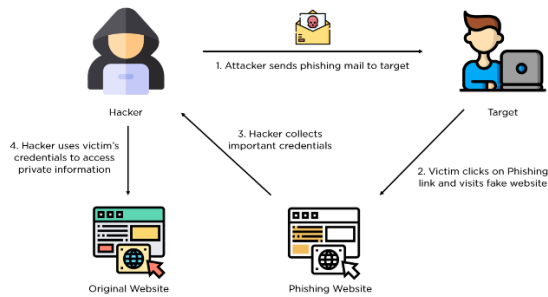 1. Attacker sends phishing mail to target
Hacker
Target
3. Hacker collects
important credentials
4. Hacker uses victim's
credentials to access
private information
2. Victim clicks on Phishing
link and visits fake website
Original Website
Phishing Website